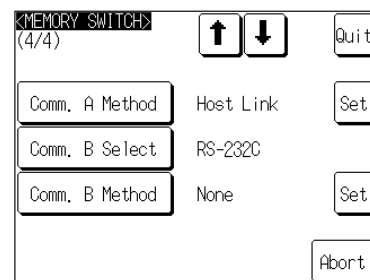 <MEMORY SWITCH>
(4/4)
Quit
Comm. A Method Host Link Set
Comm. B Select RS-232C
Comm. B Method None Set
Abort